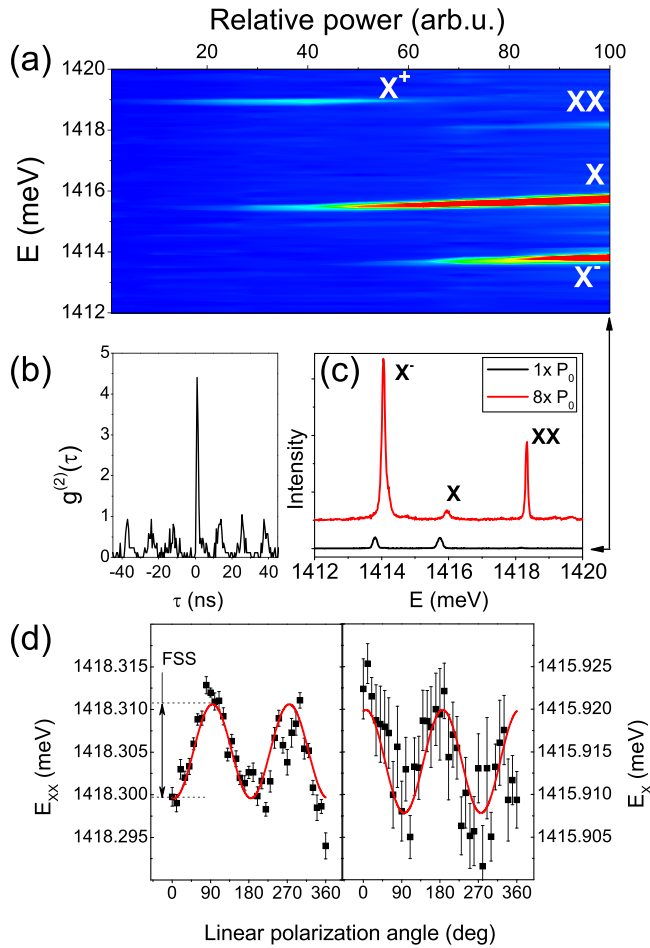 Relative power (arb.u.)
0 20 40 60 80 100
(a)
E (meV)
1420
1418
1416
1414
1412
X⁺
XX
X
X⁻
(b)
g⁽²⁾(τ)
5
4
3
2
1
0
-40 -20 0 20 40
τ (ns)
(c)
Intensity
X⁻
X
XX
1x P₀
8x P₀
1412 1414 1416 1418 1420
E (meV)
(d)
FSS
E_XX (meV)
1418.315
1418.310
1418.305
1418.300
1418.295
0 90 180 270 360
1415.925
1415.920
1415.915
1415.910
1415.905
E_x (meV)
0 90 180 270 360
Linear polarization angle (deg)